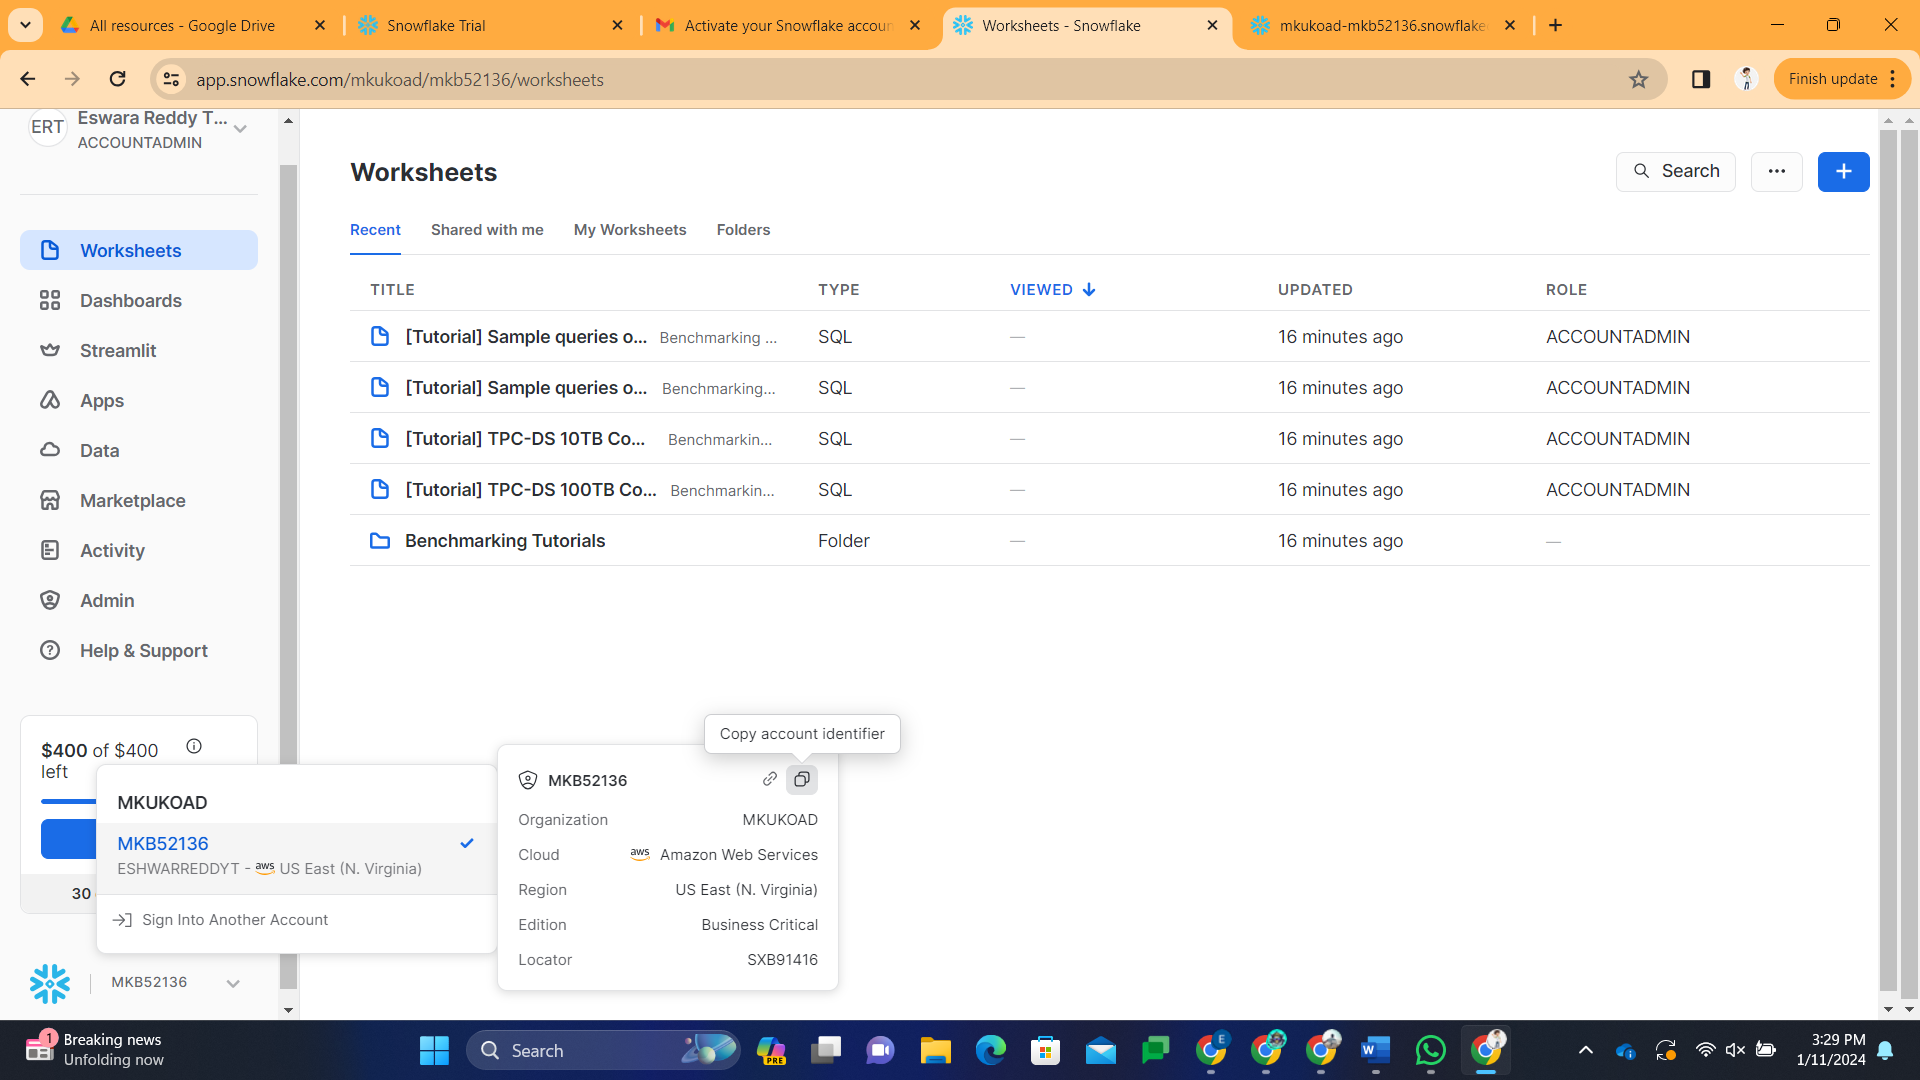 All resources - Google Drive
Snowflake Trial
Activate your Snowflake accoun
Worksheets - Snowflake
mkukoad-mkb52136.snowflake
app.snowflake.com/mkukoad/mkb52136/worksheets
Finish update
ERT
Eswara Reddy T...
ACCOUNTADMIN
Worksheets
Dashboards
Streamlit
Apps
Data
Marketplace
Activity
Admin
Help & Support
$400 of $400
left
30
MKUKOAD
MKB52136
ESHWARREDDYT - aws US East (N. Virginia)
Sign Into Another Account
MKB52136
Worksheets
Search
Recent
Shared with me
My Worksheets
Folders
TITLE TYPE VIEWED UPDATED ROLE
[Tutorial] Sample queries o... Benchmarking ... SQL — 16 minutes ago ACCOUNTADMIN
[Tutorial] Sample queries o... Benchmarking... SQL — 16 minutes ago ACCOUNTADMIN
[Tutorial] TPC-DS 10TB Co... Benchmarkin... SQL — 16 minutes ago ACCOUNTADMIN
[Tutorial] TPC-DS 100TB Co... Benchmarkin... SQL — 16 minutes ago ACCOUNTADMIN
Benchmarking Tutorials Folder — 16 minutes ago —
Copy account identifier
MKB52136
Organization MKUKOAD
Cloud aws Amazon Web Services
Region US East (N. Virginia)
Edition Business Critical
Locator SXB91416
1
Breaking news
Unfolding now
Search
PRE
E
W
3:29 PM
1/11/2024